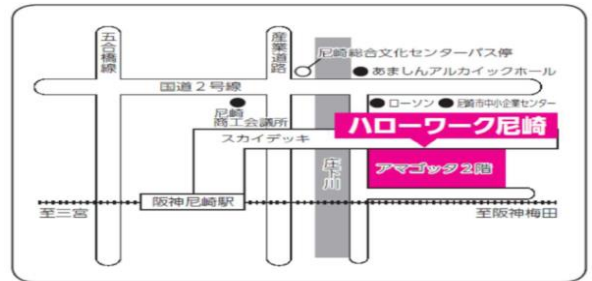 五合橋線
産業道路
尼崎総合文化センターバス停
あましんアルカイックホール
国道2号線
尼崎
商工会議所
ローソン
尼崎市中小企業センター
ハローワーク尼崎
スカイデッキ
庄下川
アマゴッタ2階
阪神尼崎駅
至三宮
至阪神梅田